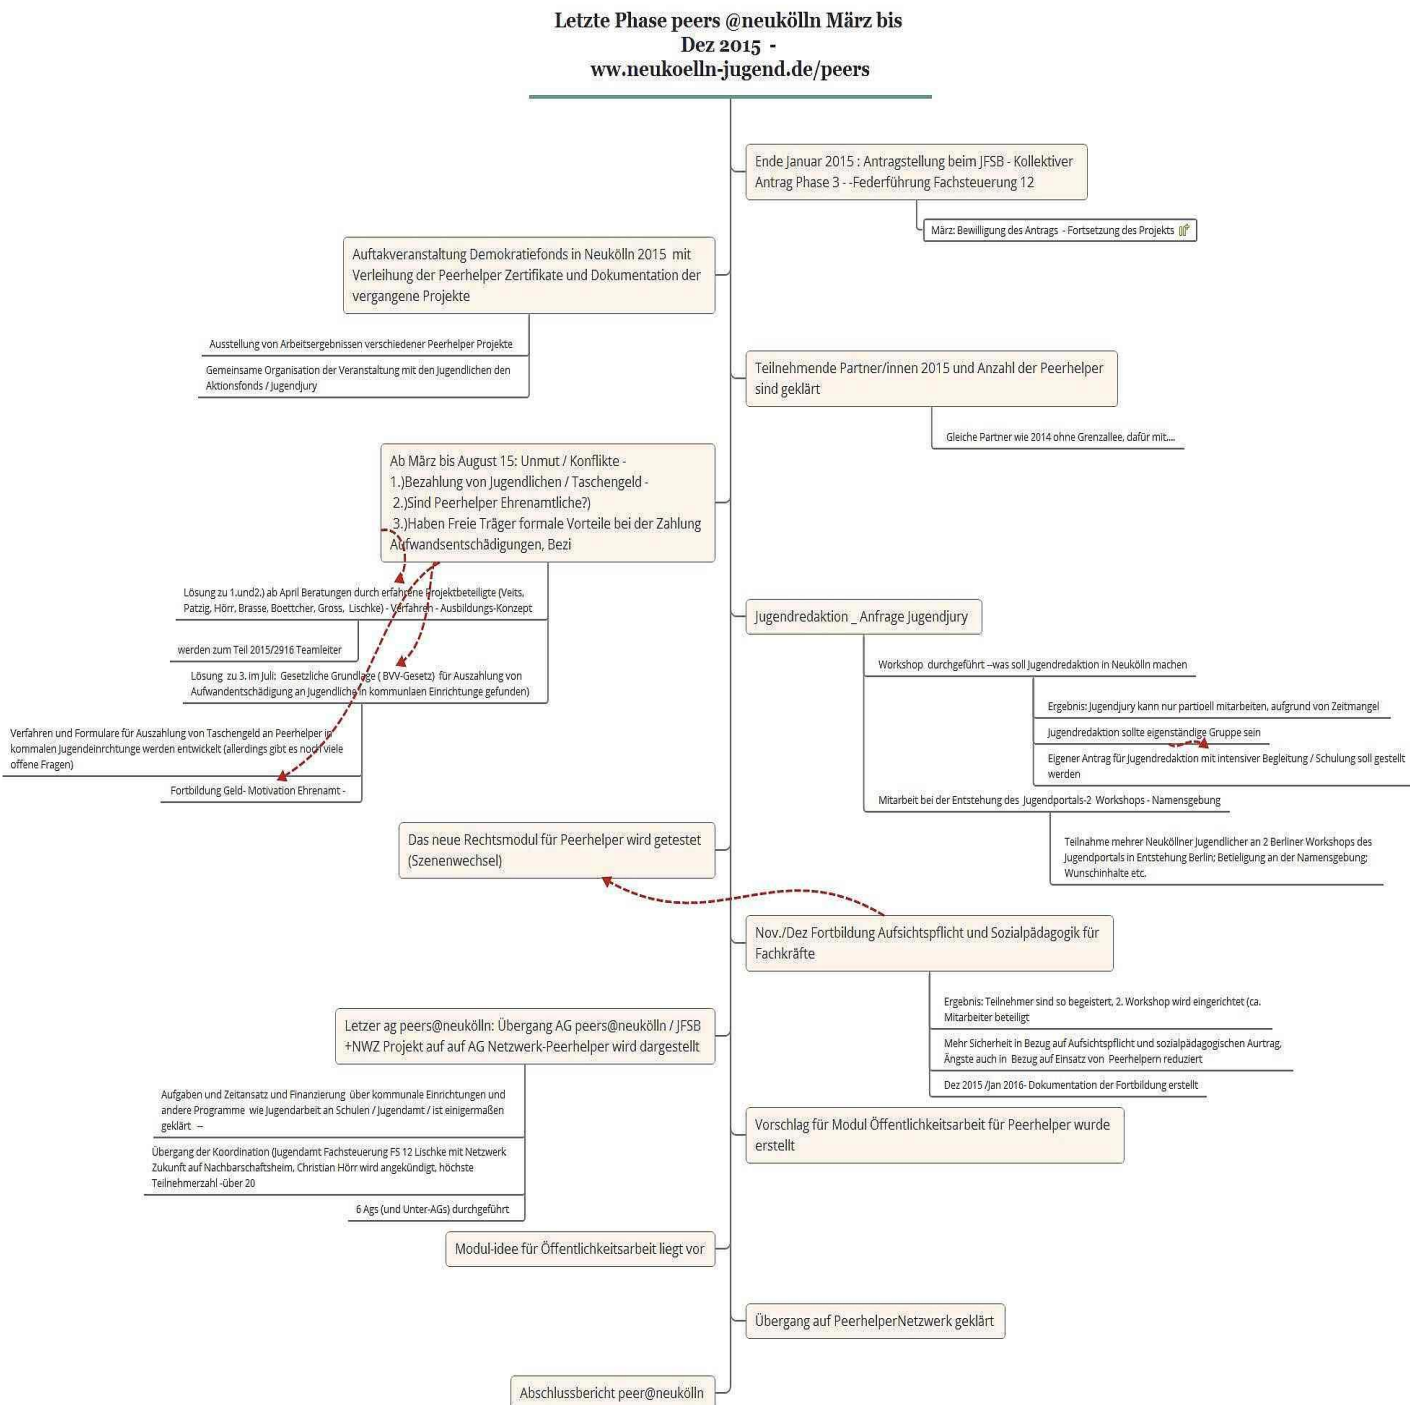 Letzte Phase peers @neukölln März bis
Dez 2015 -
ww.neukoelln-jugend.de/peers
Ende Januar 2015 : Antragstellung beim JFSB - Kollektiver
Antrag Phase 3 - -Federführung Fachsteuerung 12
März: Bewilligung des Antrags - Fortsetzung des Projekts
Auftakveranstaltung Demokratiefonds in Neukölln 2015 mit
Verleihung der Peerhelper Zertifikate und Dokumentation der
vergangene Projekte
Ausstellung von Arbeitsergebnissen verschiedener Peerhelper Projekte
Gemeinsame Organisation der Veranstaltung mit den Jugendlichen den
Aktionsfonds / Jugendjury
Teilnehmende Partner/innen 2015 und Anzahl der Peerhelper
sind geklärt
Gleiche Partner wie 2014 ohne Grenzallee, dafür mit....
Ab März bis August 15: Unmut / Konflikte -
1.)Bezahlung von Jugendlichen / Taschengeld -
2.)Sind Peerhelper Ehrenamtliche?)
3.)Haben Freie Träger formale Vorteile bei der Zahlung
Aufwandsentschädigungen, Bezi
Lösung zu 1.und2.) ab April Beratungen durch erfahrene Projektbeteiligte (Veits,
Patzig, Hörr, Brasse, Boettcher, Gross, Lischke) - Verfahren - Ausbildungs-Konzept
werden zum Teil 2015/2916 Teamleiter
Lösung zu 3. im Juli: Gesetzliche Grundlage ( BVV-Gesetz) für Auszahlung von
Aufwandentschädigung an Jugendliche in kommunlaen Einrichtunge gefunden)
Verfahren und Formulare für Auszahlung von Taschengeld an Peerhelper in
kommalen Jugendeinrchtunge werden entwickelt (allerdings gibt es noch viele
offene Fragen)
Fortbildung Geld- Motivation Ehrenamt -
Jugendredaktion _ Anfrage Jugendjury
Workshop durchgeführt --was soll Jugendredaktion in Neukölln machen
Ergebnis: Jugendjury kann nur partioell mitarbeiten, aufgrund von Zeitmangel
Jugendredaktion sollte eigenständige Gruppe sein
Eigener Antrag für Jugendredaktion mit intensiver Begleitung / Schulung soll gestellt
werden
Mitarbeit bei der Entstehung des Jugendportals-2 Workshops - Namensgebung
Teilnahme mehrer Neuköllner Jugendlicher an 2 Berliner Workshops des
Jugendportals in Entstehung Berlin; Betieligung an der Namensgebung;
Wunschinhalte etc.
Das neue Rechtsmodul für Peerhelper wird getestet
(Szenenwechsel)
Nov./Dez Fortbildung Aufsichtspflicht und Sozialpädagogik für
Fachkräfte
Ergebnis: Teilnehmer sind so begeistert, 2. Workshop wird eingerichtet (ca.
Mitarbeiter beteiligt
Mehr Sicherheit in Bezug auf Aufsichtspflicht und sozialpädagogischen Aurtrag,
Ängste auch in Bezug auf Einsatz von Peerhelpern reduziert
Dez 2015 /Jan 2016- Dokumentation der Fortbildung erstellt
Letzer ag peers@neukölln: Übergang AG peers@neukölln / JFSB
+NWZ Projekt auf auf AG Netzwerk-Peerhelper wird dargestellt
Aufgaben und Zeitansatz und Finanzierung über kommunale Einrichtungen und
andere Programme wie Jugendarbeit an Schulen / Jugendamt / ist einigermaßen
geklärt --
Übergang der Koordination (Jugendamt Fachsteuerung FS 12 Lischke mit Netzwerk
Zukunft auf Nachbarschaftsheim, Christian Hörr wird angekündigt, höchste
Teilnehmerzahl -über 20
6 Ags (und Unter-AGs) durchgeführt
Vorschlag für Modul Öffentlichkeitsarbeit für Peerhelper wurde
erstellt
Modul-idee für Öffentlichkeitsarbeit liegt vor
Übergang auf PeerhelperNetzwerk geklärt
Abschlussbericht peer@neukölln